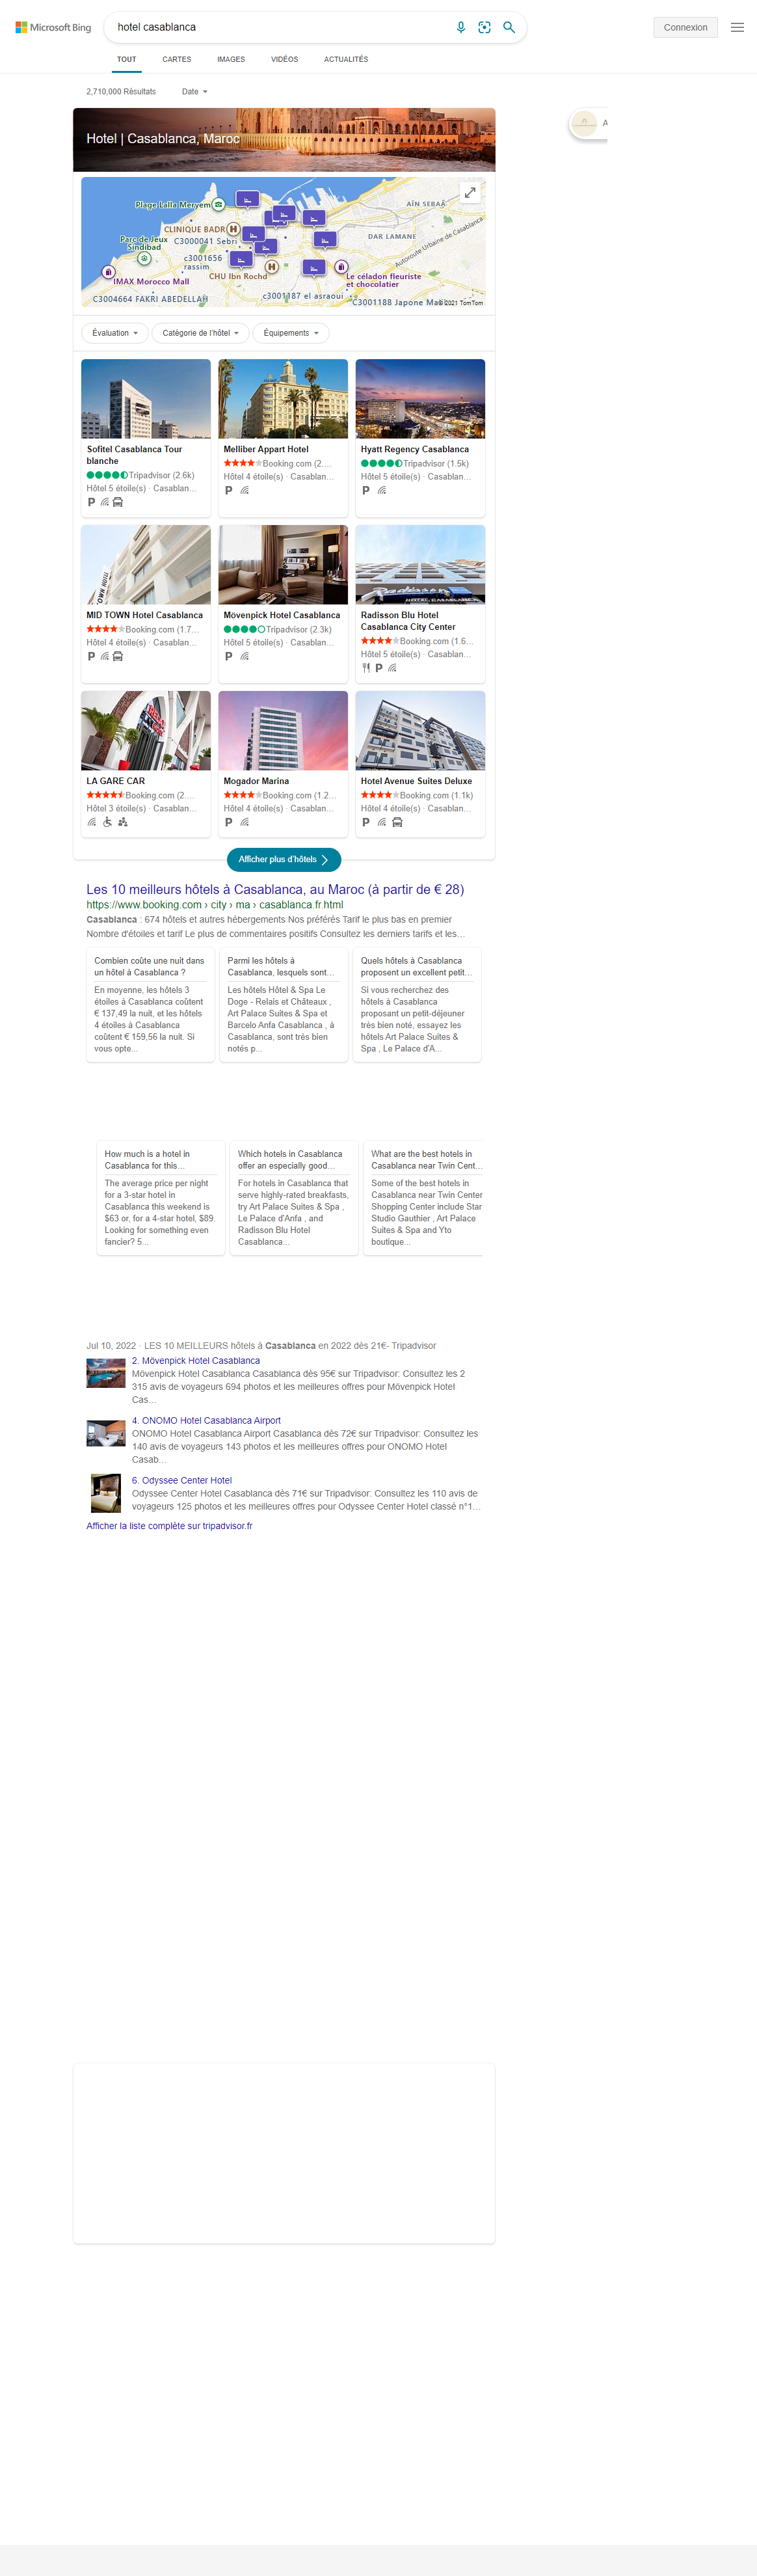 Microsoft Bing
hotel casablanca
Connexion
TOUT
CARTES
IMAGES
VIDÉOS
ACTUALITÉS
2,710,000 Résultats
Date
Hotel | Casablanca, Maroc
A
Plage Lalla Meryem
AÏN SEBAÂ
CLINIQUE BADR
Parc de Jeux
Sindibad
C3000041 Sebri
DAR LAMANE
Autoroute Urbaine de Casablanca
c3001656
rassim
CHU Ibn Rochd
IMAX Morocco Mall
Le céladon fleuriste
et chocolatier
C3004664 FAKRI ABEDELLAH
c3001187 el asraoui
C3001188 Japone Ma
© 2021 TomTom
Évaluation
Catégorie de l'hôtel
Équipements
Sofitel Casablanca Tour
blanche
Tripadvisor (2.6k)
Hôtel 5 étoile(s) · Casablan...
P
Melliber Appart Hotel
Booking.com (2....
Hôtel 4 étoile(s) · Casablan...
P
Hyatt Regency Casablanca
Tripadvisor (1.5k)
Hôtel 5 étoile(s) · Casablan...
P
MID TOWN Hotel Casablanca
Booking.com (1.7...
Hôtel 4 étoile(s) · Casablan...
P
Mövenpick Hotel Casablanca
Tripadvisor (2.3k)
Hôtel 5 étoile(s) · Casablan...
P
Radisson Blu Hotel
Casablanca City Center
Booking.com (1.6...
Hôtel 5 étoile(s) · Casablan...
P
LA GARE CAR
Booking.com (2....
Hôtel 3 étoile(s) · Casablan...
Mogador Marina
Booking.com (1.2...
Hôtel 4 étoile(s) · Casablan...
P
Hotel Avenue Suites Deluxe
Booking.com (1.1k)
Hôtel 4 étoile(s) · Casablan...
P
Afficher plus d'hôtels
Les 10 meilleurs hôtels à Casablanca, au Maroc (à partir de € 28)
https://www.booking.com › city › ma › casablanca.fr.html
Casablanca : 674 hôtels et autres hébergements Nos préférés Tarif le plus bas en premier
Nombre d'étoiles et tarif Le plus de commentaires positifs Consultez les derniers tarifs et les...
Combien coûte une nuit dans
un hôtel à Casablanca ?
En moyenne, les hôtels 3
étoiles à Casablanca coûtent
€ 137,49 la nuit, et les hôtels
4 étoiles à Casablanca
coûtent € 159,56 la nuit. Si
vous opte...
Parmi les hôtels à
Casablanca, lesquels sont...
Les hôtels Hôtel & Spa Le
Doge - Relais et Châteaux ,
Art Palace Suites & Spa et
Barcelo Anfa Casablanca , à
Casablanca, sont très bien
notés p...
Quels hôtels à Casablanca
proposent un excellent petit...
Si vous recherchez des
hôtels à Casablanca
proposant un petit-déjeuner
très bien noté, essayez les
hôtels Art Palace Suites &
Spa , Le Palace d'A...
How much is a hotel in
Casablanca for this...
The average price per night
for a 3-star hotel in
Casablanca this weekend is
$63 or, for a 4-star hotel, $89.
Looking for something even
fancier? 5...
Which hotels in Casablanca
offer an especially good...
For hotels in Casablanca that
serve highly-rated breakfasts,
try Art Palace Suites & Spa ,
Le Palace d'Anfa , and
Radisson Blu Hotel
Casablanca...
What are the best hotels in
Casablanca near Twin Cent...
Some of the best hotels in
Casablanca near Twin Center
Shopping Center include Star
Studio Gauthier , Art Palace
Suites & Spa and Yto
boutique...
Jul 10, 2022 · LES 10 MEILLEURS hôtels à Casablanca en 2022 dès 21€- Tripadvisor
2. Mövenpick Hotel Casablanca
Mövenpick Hotel Casablanca Casablanca dès 95€ sur Tripadvisor: Consultez les 2
315 avis de voyageurs 694 photos et les meilleures offres pour Mövenpick Hotel
Cas...
4. ONOMO Hotel Casablanca Airport
ONOMO Hotel Casablanca Airport Casablanca dès 72€ sur Tripadvisor: Consultez les
140 avis de voyageurs 143 photos et les meilleures offres pour ONOMO Hotel
Casab...
6. Odyssee Center Hotel
Odyssee Center Hotel Casablanca dès 71€ sur Tripadvisor: Consultez les 110 avis de
voyageurs 125 photos et les meilleures offres pour Odyssee Center Hotel classé n°1...
Afficher la liste complète sur tripadvisor.fr